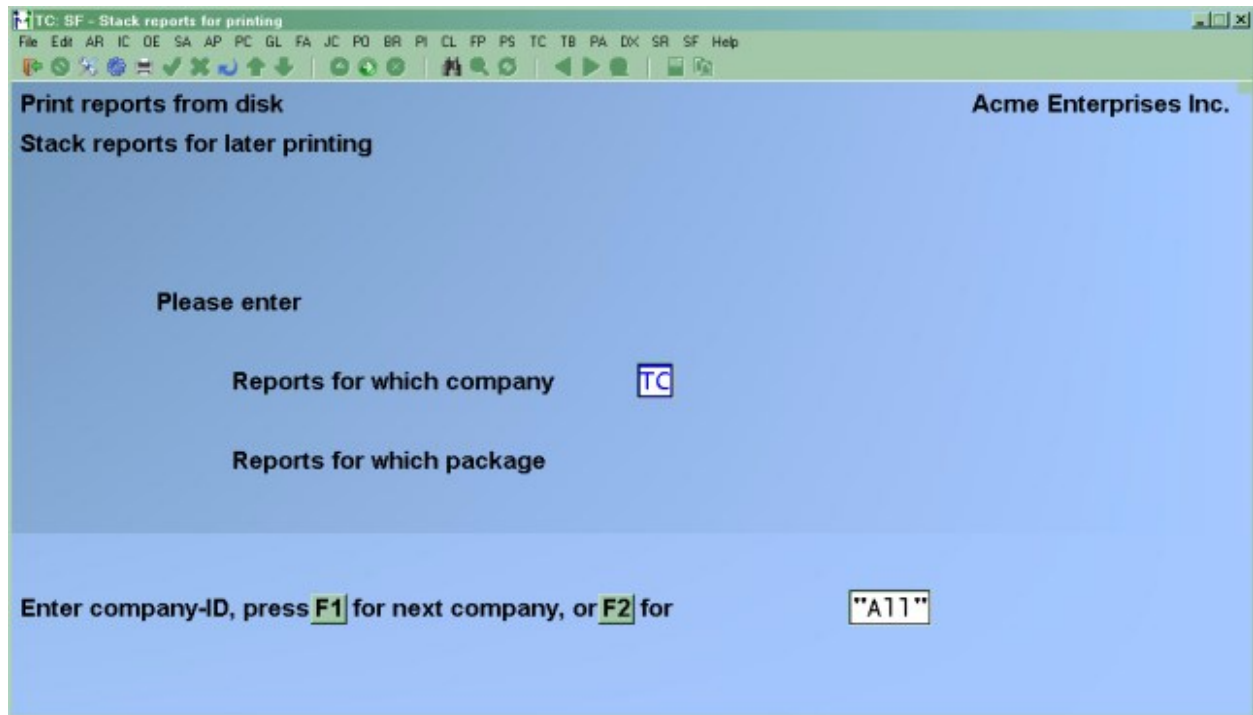 TC: SF - Stack reports for printing
File Edit AR IC OE SA AP PC GL FA JC PO BR PI CL FP PS TC TB PA DX SR SF Help
Print reports from disk Acme Enterprises Inc.
Stack reports for later printing
Please enter
Reports for which company TC
Reports for which package
Enter company-ID, press F1 for next company, or F2 for "All"